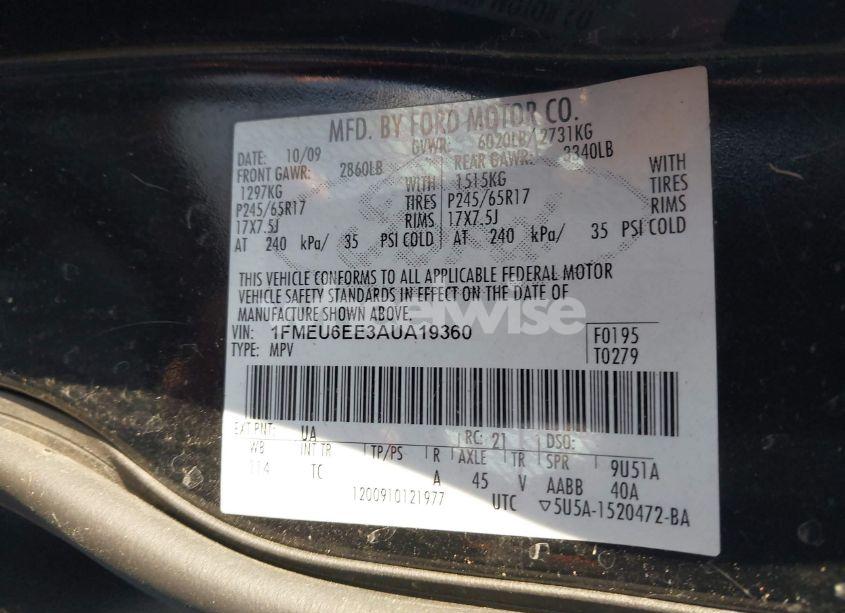 MFD. BY FORD MOTOR CO.
DATE: 10/09 GVWR: 6020LB/ 2731KG
FRONT GAWR: 2860LB REAR GAWR: 3340LB
1297KG WITH 1515KG WITH
P245/65R17 TIRES P245/65R17 TIRES
17X7.5J RIMS 17X7.5J RIMS
AT 240 kPa/ 35 PSI COLD AT 240 kPa/ 35 PSI COLD
THIS VEHICLE CONFORMS TO ALL APPLICABLE FEDERAL MOTOR
VEHICLE SAFETY STANDARDS IN EFFECT ON THE DATE OF
MANUFACTURE SHOWN ABOVE.
VIN: 1FMEU6EE3AUA19360 F0195
TYPE: MPV T0279
EXT PNT: UA RC: 21 DSO:
WB INT TR TP/PS R AXLE TR SPR 9U51A
114 TC A 45 V AABB 40A
1200910121977 UTC ▽5U5A-1520472-BA